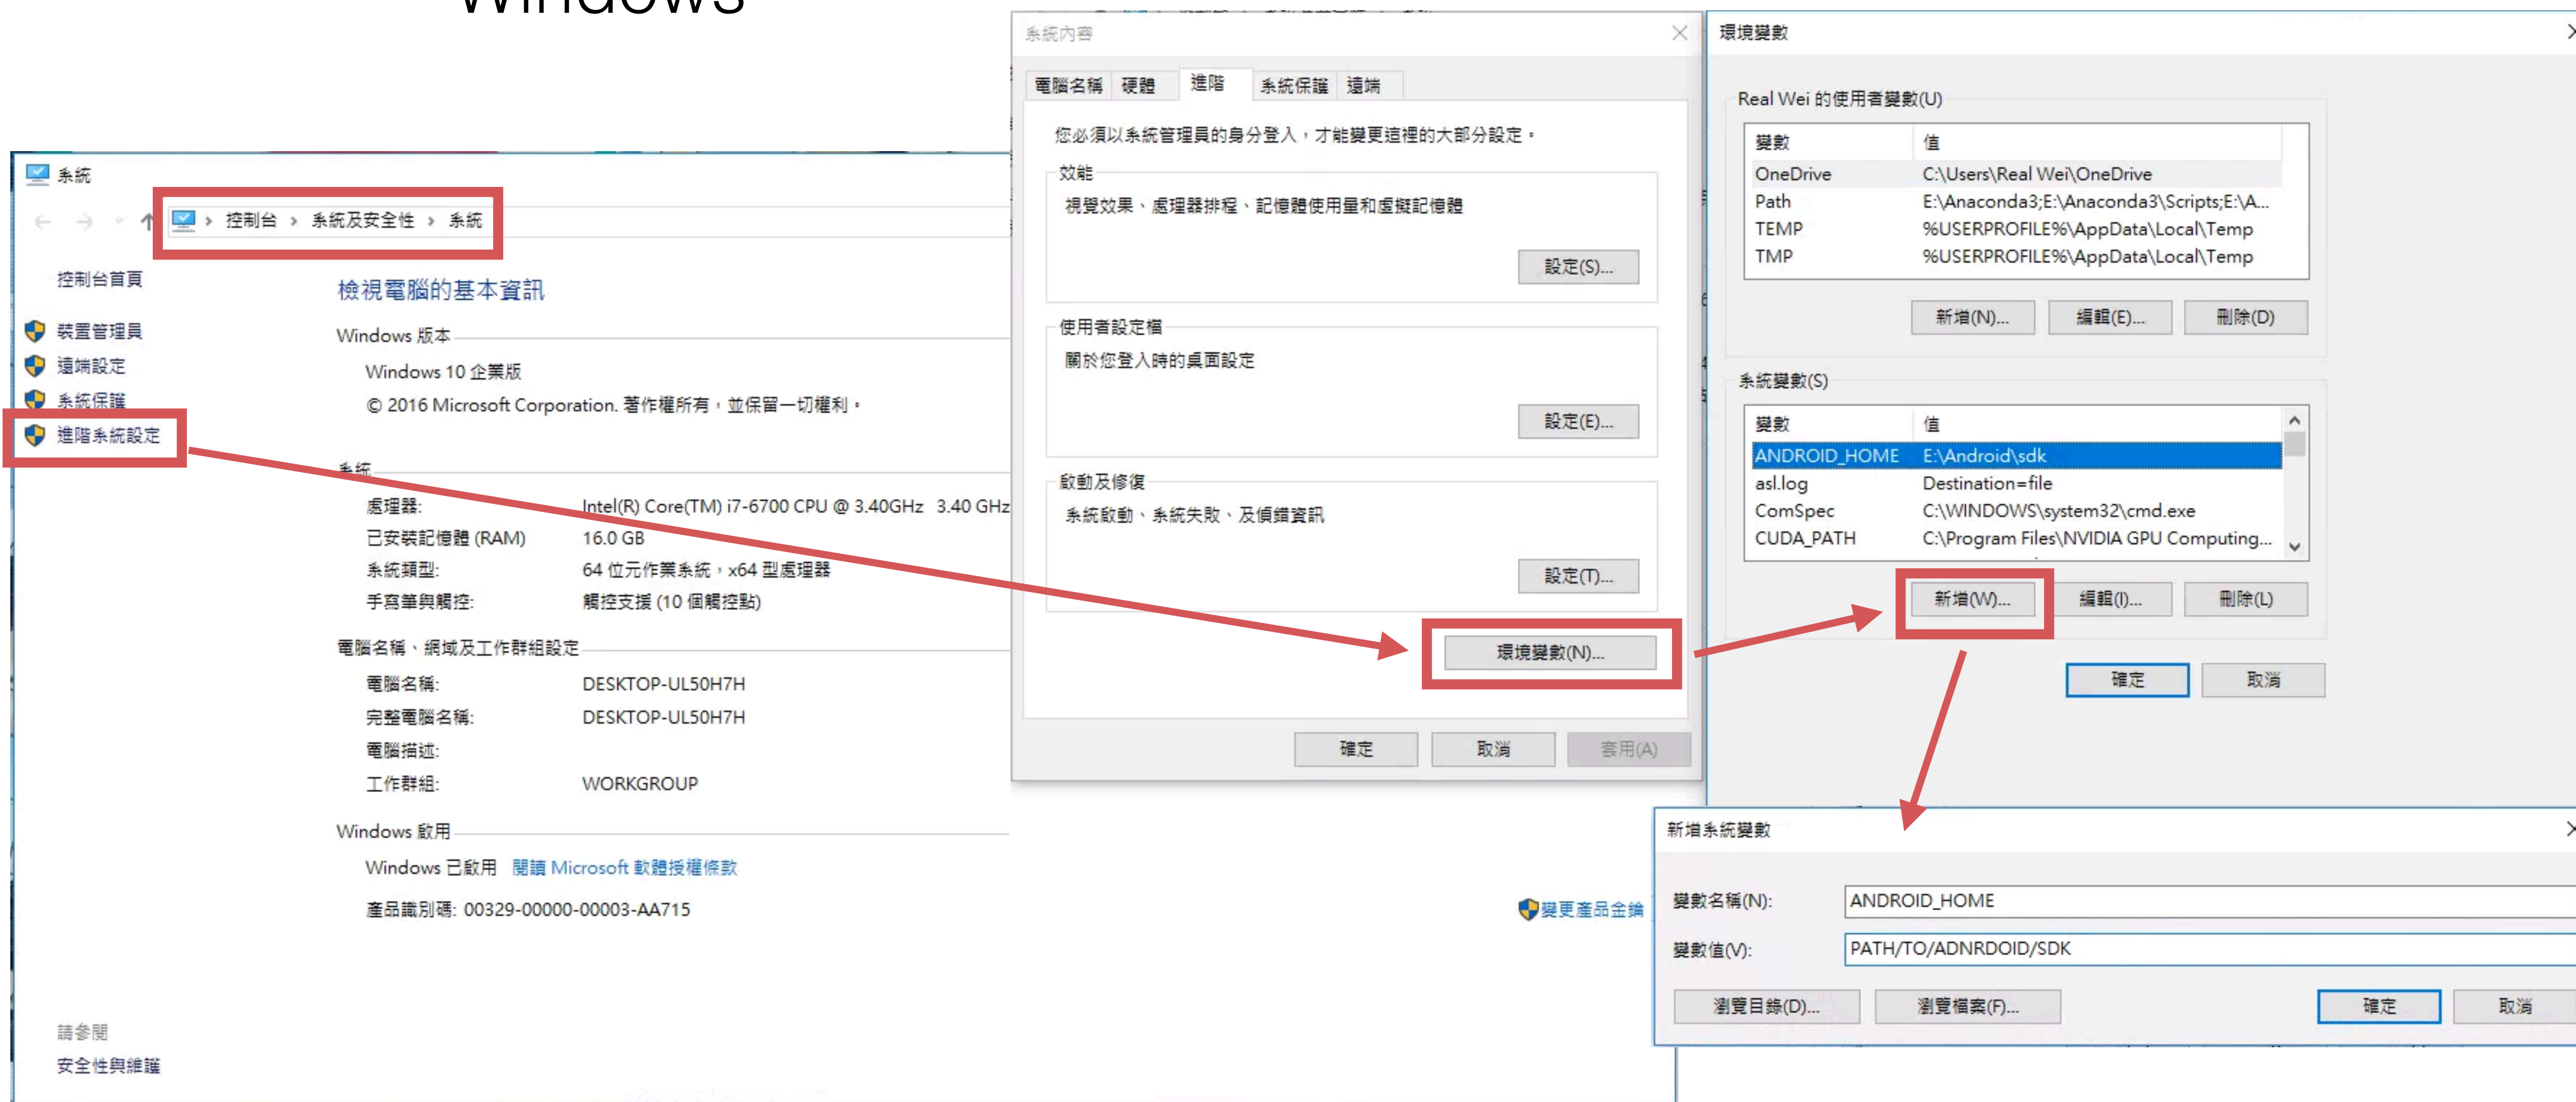 Windows
系統
控制台 › 系統及安全性 › 系統
控制台首頁
裝置管理員
遠端設定
系統保護
進階系統設定
檢視電腦的基本資訊
Windows 版本
Windows 10 企業版
© 2016 Microsoft Corporation. 著作權所有，並保留一切權利。
系統
處理器: Intel(R) Core(TM) i7-6700 CPU @ 3.40GHz 3.40 GHz
已安裝記憶體 (RAM) 16.0 GB
系統類型: 64 位元作業系統，x64 型處理器
手寫筆與觸控: 觸控支援 (10 個觸控點)
電腦名稱、網域及工作群組設定
電腦名稱: DESKTOP-UL50H7H
完整電腦名稱: DESKTOP-UL50H7H
電腦描述:
工作群組: WORKGROUP
Windows 啟用
Windows 已啟用 閱讀 Microsoft 軟體授權條款
產品識別碼: 00329-00000-00003-AA715
變更產品金鑰
請參閱
安全性與維護
系統內容
電腦名稱 硬體 進階 系統保護 遠端
您必須以系統管理員的身分登入，才能變更這裡的大部分設定。
效能
視覺效果、處理器排程、記憶體使用量和虛擬記憶體
設定(S)...
使用者設定檔
關於您登入時的桌面設定
設定(E)...
啟動及修復
系統啟動、系統失敗、及偵錯資訊
設定(T)...
環境變數(N)...
確定 取消 套用(A)
環境變數
Real Wei 的使用者變數(U)
變數 值
OneDrive C:\Users\Real Wei\OneDrive
Path E:\Anaconda3;E:\Anaconda3\Scripts;E:\A...
TEMP %USERPROFILE%\AppData\Local\Temp
TMP %USERPROFILE%\AppData\Local\Temp
新增(N)... 編輯(E)... 刪除(D)
系統變數(S)
變數 值
ANDROID_HOME E:\Android\sdk
asl.log Destination=file
ComSpec C:\WINDOWS\system32\cmd.exe
CUDA_PATH C:\Program Files\NVIDIA GPU Computing...
新增(W)... 編輯(I)... 刪除(L)
確定 取消
新增系統變數
變數名稱(N): ANDROID_HOME
變數值(V): PATH/TO/ADNRDOID/SDK
瀏覽目錄(D)... 瀏覽檔案(F)... 確定 取消